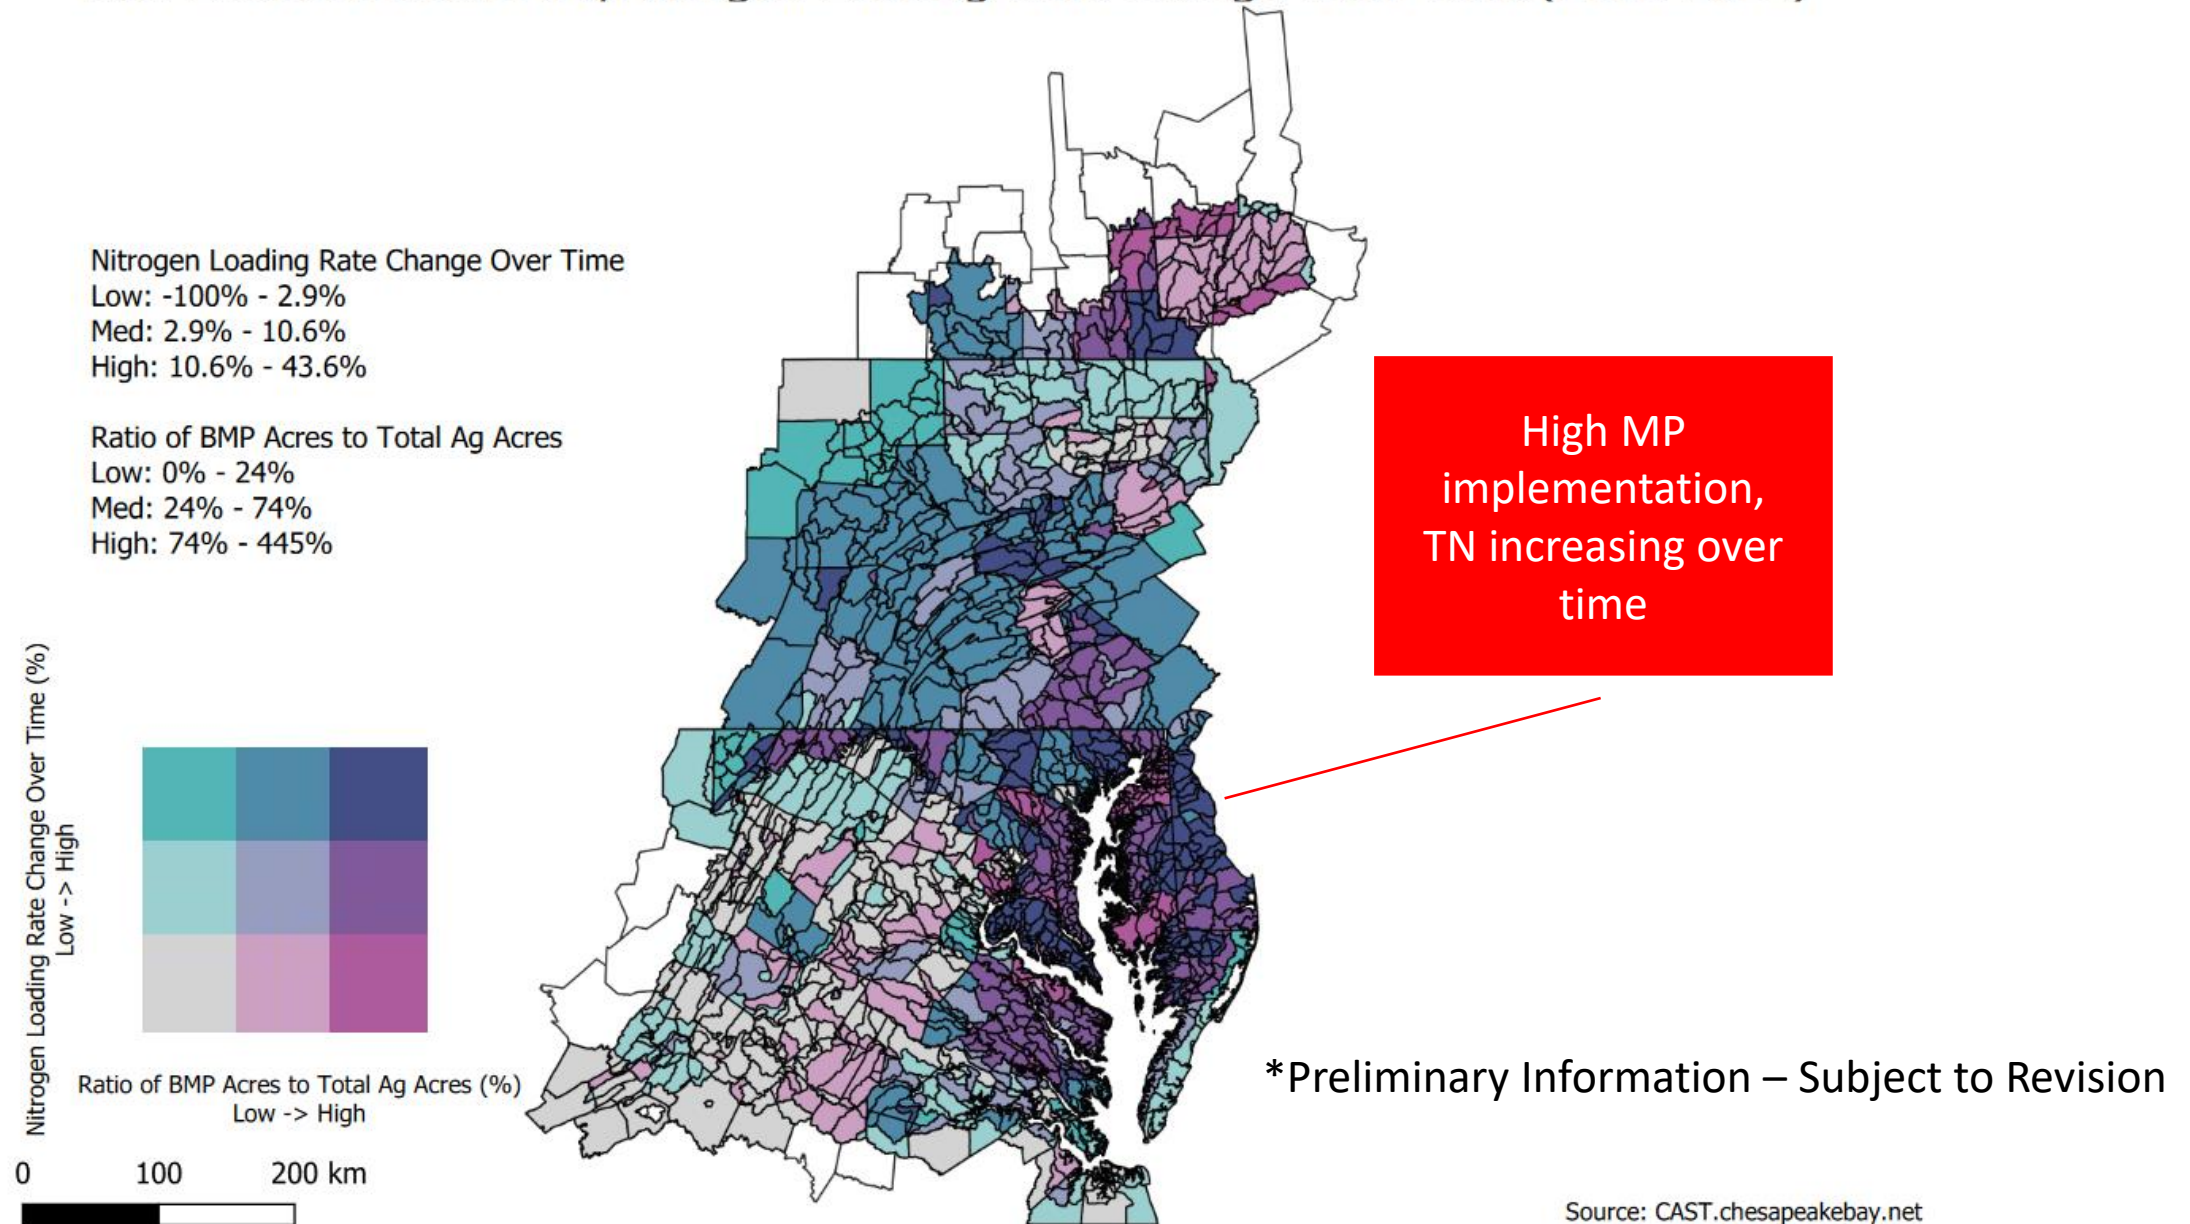 Nitrogen Loading Rate Change Over Time
Low: -100% - 2.9%
Med: 2.9% - 10.6%
High: 10.6% - 43.6%
Ratio of BMP Acres to Total Ag Acres
Low: 0% - 24%
Med: 24% - 74%
High: 74% - 445%
High MP
implementation,
TN increasing over
time
Nitrogen Loading Rate Change Over Time (%)
Low -> High
Ratio of BMP Acres to Total Ag Acres (%)
Low -> High
*Preliminary Information – Subject to Revision
0 100 200 km
Source: CAST.chesapeakebay.net